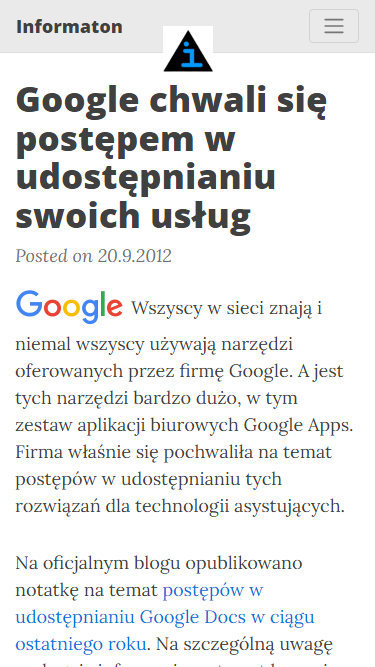 Informaton
Google chwali się
postępem w
udostępnianiu
swoich usług
Posted on 20.9.2012
Google Wszyscy w sieci znają i
niemal wszyscy używają narzędzi
oferowanych przez firmę Google. A jest
tych narzędzi bardzo dużo, w tym
zestaw aplikacji biurowych Google Apps.
Firma właśnie się pochwaliła na temat
postępów w udostępnianiu tych
rozwiązań dla technologii asystujących.
Na oficjalnym blogu opublikowano
notatkę na temat postępów w
udostępnianiu Google Docs w ciągu
ostatniego roku. Na szczególną uwagę